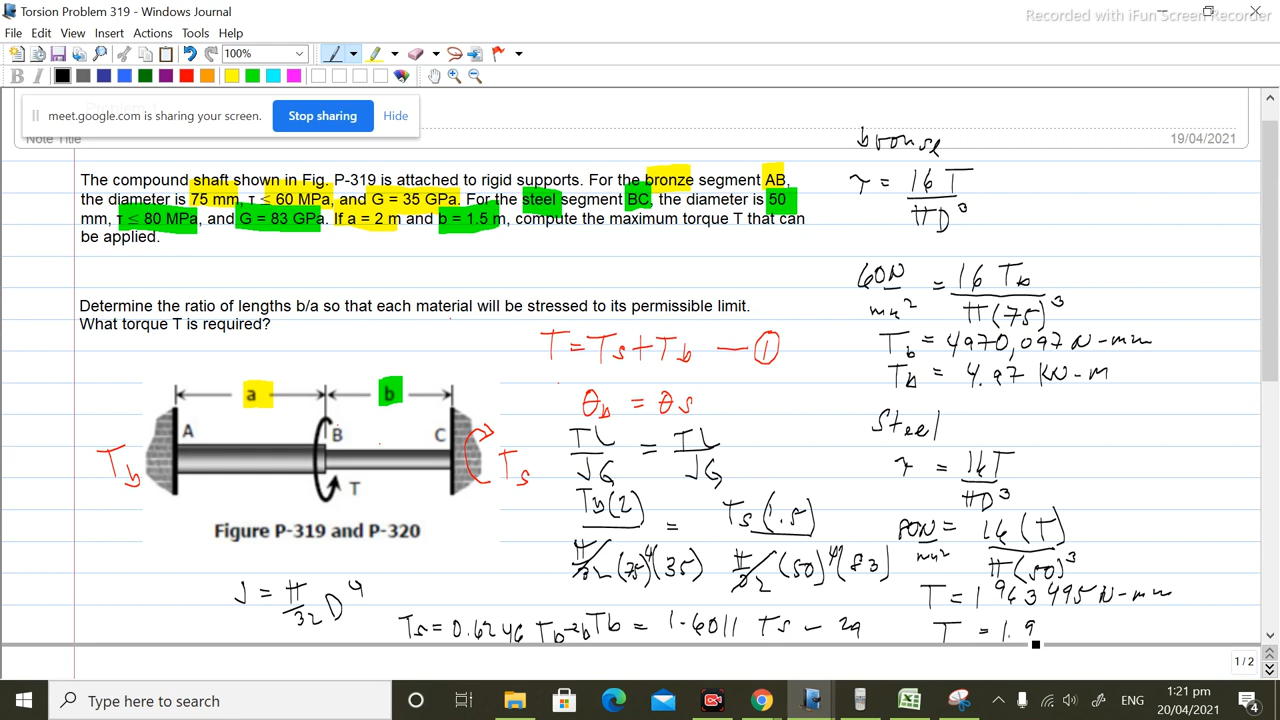 Torsion Problem 319 - Windows Journal
Recorded with iFun Screen Recorder
File Edit View Insert Actions Tools Help
100%
B I
meet.google.com is sharing your screen. Stop sharing Hide
Note Title
19/04/2021
The compound shaft shown in Fig. P-319 is attached to rigid supports. For the bronze segment AB,
the diameter is 75 mm, τ ≤ 60 MPa, and G = 35 GPa. For the steel segment BC, the diameter is 50
mm, τ ≤ 80 MPa, and G = 83 GPa. If a = 2 m and b = 1.5 m, compute the maximum torque T that can
be applied.
Determine the ratio of lengths b/a so that each material will be stressed to its permissible limit.
What torque T is required?
T = Ts + Tb — ①
θb = θs
TL/JG = TL/JG
Tb(2)/π/32(75)⁴(35) = Ts(1.5)/π/32(50)⁴(83)
a b
A B C
T
Tb
Ts
Figure P-319 and P-320
J = π/32 D⁴
Ts = 0.6246 Tb -2b Tb = 1.6011 Ts - 2a
bronse
τ = 16T/πD³
60N/mm² = 16 Tb/π(75)³
Tb = 4970,097 N-mm
Tb = 4.97 KN-M
Steel
τ = 16T/πD³
80N/mm² = 16(T)/π(50)³
T = 1963495 N-mm
T = 1.9
1/2
Type here to search
ENG
1:21 pm
20/04/2021
4